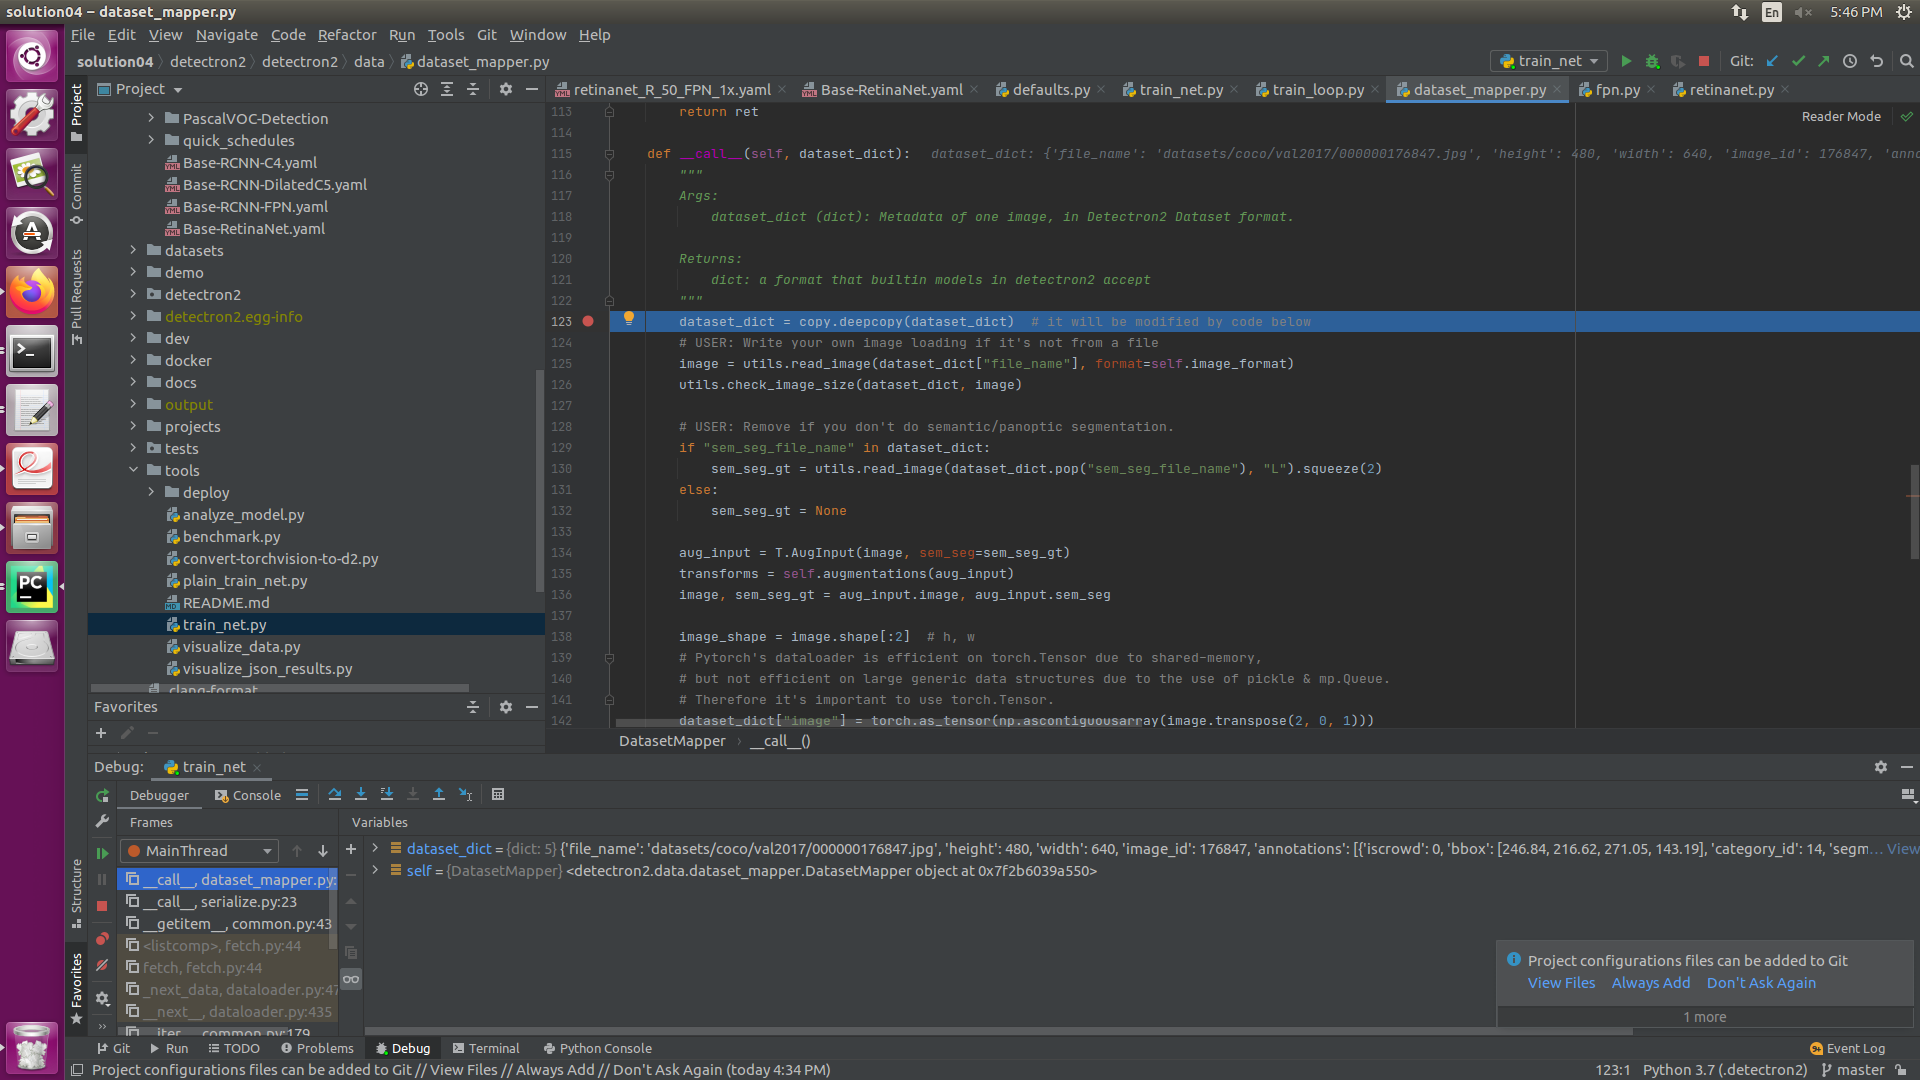 solution04 – dataset_mapper.py
En
5:46 PM
File Edit View Navigate Code Refactor Run Tools Git Window Help
solution04 detectron2 detectron2 data dataset_mapper.py
train_net
Git:
Project
retinanet_R_50_FPN_1x.yaml Base-RetinaNet.yaml defaults.py train_net.py train_loop.py dataset_mapper.py fpn.py retinanet.py
Reader Mode
Project
Commit
Pull Requests
Structure
Favorites
PascalVOC-Detection
quick_schedules
Base-RCNN-C4.yaml
Base-RCNN-DilatedC5.yaml
Base-RCNN-FPN.yaml
Base-RetinaNet.yaml
datasets
demo
detectron2
detectron2.egg-info
dev
docker
docs
output
projects
tests
tools
deploy
analyze_model.py
benchmark.py
convert-torchvision-to-d2.py
plain_train_net.py
README.md
train_net.py
visualize_data.py
visualize_json_results.py
.clang-format
Favorites
113 return ret
114
115 def __call__(self, dataset_dict): dataset_dict: {'file_name': 'datasets/coco/val2017/000000176847.jpg', 'height': 480, 'width': 640, 'image_id': 176847, 'anno
116 """
117 Args:
118 dataset_dict (dict): Metadata of one image, in Detectron2 Dataset format.
119
120 Returns:
121 dict: a format that builtin models in detectron2 accept
122 """
123 dataset_dict = copy.deepcopy(dataset_dict)  # it will be modified by code below
124 # USER: Write your own image loading if it's not from a file
125 image = utils.read_image(dataset_dict["file_name"], format=self.image_format)
126 utils.check_image_size(dataset_dict, image)
127
128 # USER: Remove if you don't do semantic/panoptic segmentation.
129 if "sem_seg_file_name" in dataset_dict:
130 sem_seg_gt = utils.read_image(dataset_dict.pop("sem_seg_file_name"), "L").squeeze(2)
131 else:
132 sem_seg_gt = None
133
134 aug_input = T.AugInput(image, sem_seg=sem_seg_gt)
135 transforms = self.augmentations(aug_input)
136 image, sem_seg_gt = aug_input.image, aug_input.sem_seg
137
138 image_shape = image.shape[:2]  # h, w
139 # Pytorch's dataloader is efficient on torch.Tensor due to shared-memory,
140 # but not efficient on large generic data structures due to the use of pickle & mp.Queue.
141 # Therefore it's important to use torch.Tensor.
142 dataset_dict["image"] = torch.as_tensor(np.ascontiguousarray(image.transpose(2, 0, 1)))
DatasetMapper __call__()
Debug: train_net
Debugger Console
Frames
Variables
MainThread
__call__, dataset_mapper.py:
__call__, serialize.py:23
__getitem__, common.py:43
<listcomp>, fetch.py:44
fetch, fetch.py:44
_next_data, dataloader.py:47
__next__, dataloader.py:435
__iter__, common.py:179
dataset_dict = {dict: 5} {'file_name': 'datasets/coco/val2017/000000176847.jpg', 'height': 480, 'width': 640, 'image_id': 176847, 'annotations': [{'iscrowd': 0, 'bbox': [246.84, 216.62, 271.05, 143.19], 'category_id': 14, 'segm... View
self = {DatasetMapper} <detectron2.data.dataset_mapper.DatasetMapper object at 0x7f2b6039a550>
Project configurations files can be added to Git
View Files Always Add Don't Ask Again
1 more
Git Run TODO Problems Debug Terminal Python Console
Event Log
Project configurations files can be added to Git // View Files // Always Add // Don't Ask Again (today 4:34 PM)
123:1 Python 3.7 (.detectron2) master